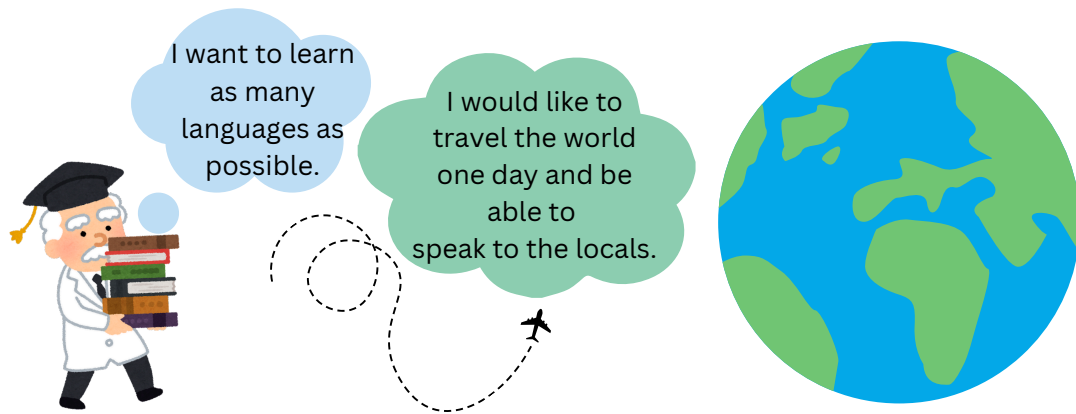 I want to learn
as many
languages as
possible.
I would like to
travel the world
one day and be
able to
speak to the locals.